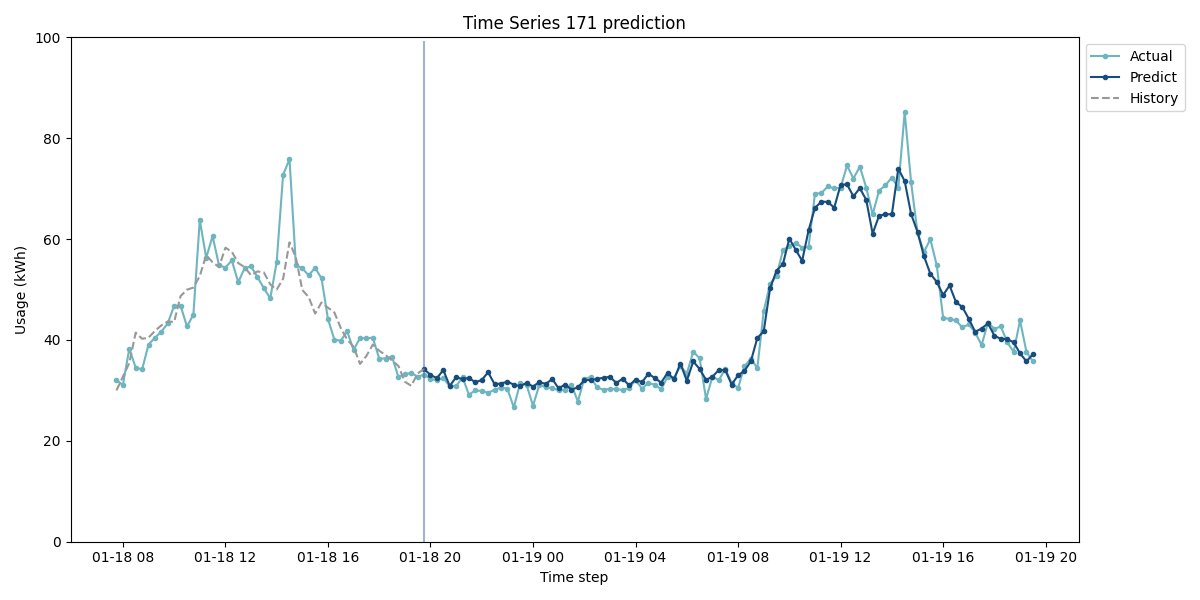 Time Series 171 prediction
100
80
60
40
20
0
Usage (kWh)
01-18 08
01-18 12
01-18 16
01-18 20
01-19 00
01-19 04
01-19 08
01-19 12
01-19 16
01-19 20
Time step
Actual
Predict
History